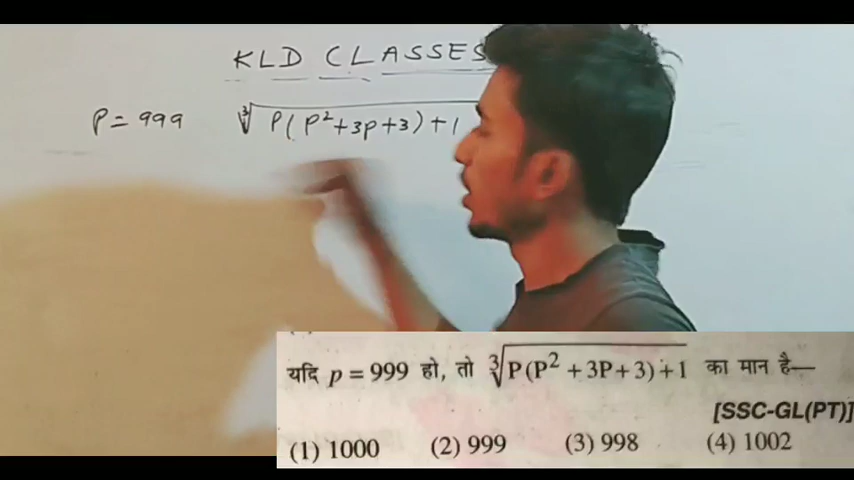 KLD CLASSES
P = 999 ∛(P(P²+3P+3)+1
यदि p = 999 हो, तो ∛(P(P² + 3P + 3) + 1) का मान है—
[SSC-GL(PT)]
(1) 1000 (2) 999 (3) 998 (4) 1002